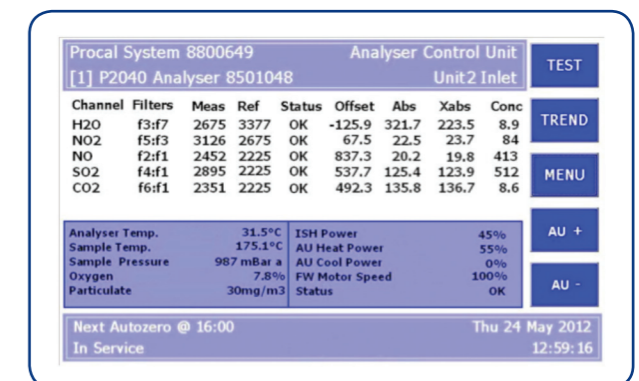 Procal System 8800649 Analyser Control Unit
[1] P2040 Analyser 8501048 Unit2 Inlet
TEST
TREND
MENU
AU +
AU -
Channel Filters Meas Ref Status Offset Abs Xabs Conc
H2O f3:f7 2675 3377 OK -125.9 321.7 223.5 8.9
NO2 f5:f3 3126 2675 OK 67.5 22.5 23.7 84
NO f2:f1 2452 2225 OK 837.3 20.2 19.8 413
SO2 f4:f1 2895 2225 OK 537.7 125.4 123.9 512
CO2 f6:f1 2351 2225 OK 492.3 135.8 136.7 8.6
Analyser Temp. 31.5°C
Sample Temp. 175.1°C
Sample Pressure 987 mBar a
Oxygen 7.8%
Particulate 30mg/m3
ISH Power 45%
AU Heat Power 55%
AU Cool Power 0%
FW Motor Speed 100%
Status OK
Next Autozero @ 16:00 Thu 24 May 2012
In Service 12:59:16